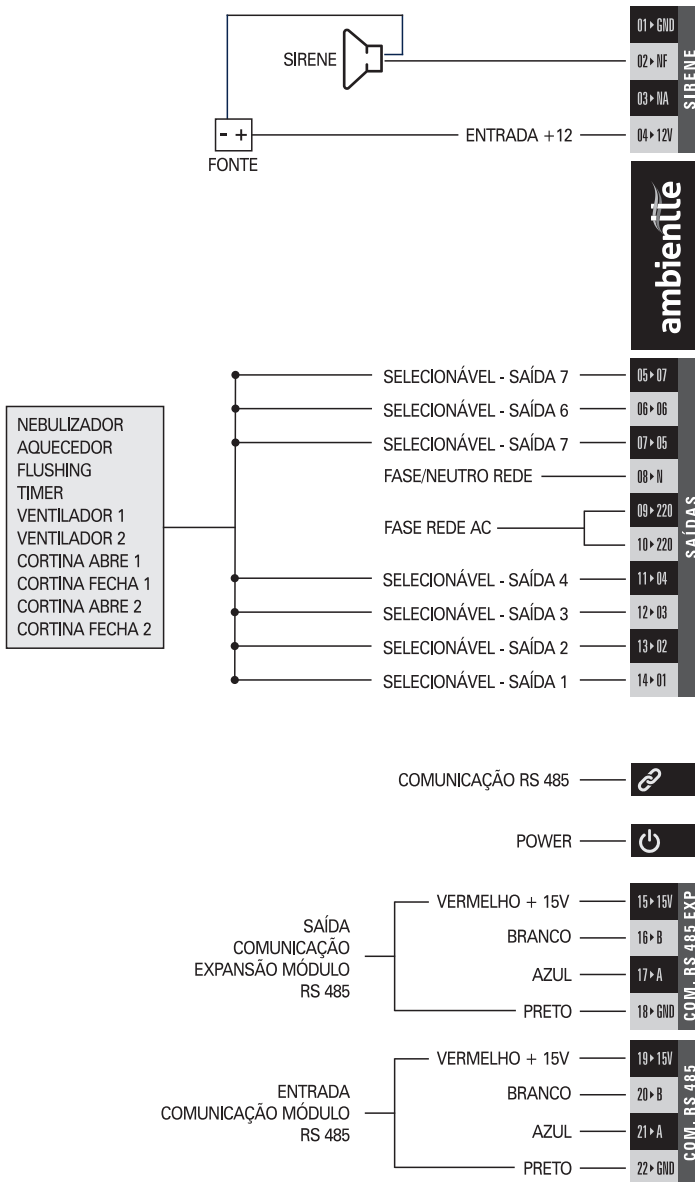 01▸GND
SIRENE
02▸NF
03▸NA
SIRENE
- +
ENTRADA +12
04▸12V
FONTE
ambientte
SELECIONÁVEL - SAÍDA 7
05▸07
SELECIONÁVEL - SAÍDA 6
06▸06
SELECIONÁVEL - SAÍDA 7
07▸05
FASE/NEUTRO REDE
08▸N
FASE REDE AC
09▸220
10▸220
SELECIONÁVEL - SAÍDA 4
11▸04
SELECIONÁVEL - SAÍDA 3
12▸03
SELECIONÁVEL - SAÍDA 2
13▸02
SELECIONÁVEL - SAÍDA 1
14▸01
SAÍDAS
NEBULIZADOR
AQUECEDOR
FLUSHING
TIMER
VENTILADOR 1
VENTILADOR 2
CORTINA ABRE 1
CORTINA FECHA 1
CORTINA ABRE 2
CORTINA FECHA 2
COMUNICAÇÃO RS 485
POWER
SAÍDA
COMUNICAÇÃO
EXPANSÃO MÓDULO
RS 485
VERMELHO + 15V
15▸15V
BRANCO
16▸B
AZUL
17▸A
PRETO
18▸GND
COM. RS 485 EXP
ENTRADA
COMUNICAÇÃO MÓDULO
RS 485
VERMELHO + 15V
19▸15V
BRANCO
20▸B
AZUL
21▸A
PRETO
22▸GND
COM. RS 485